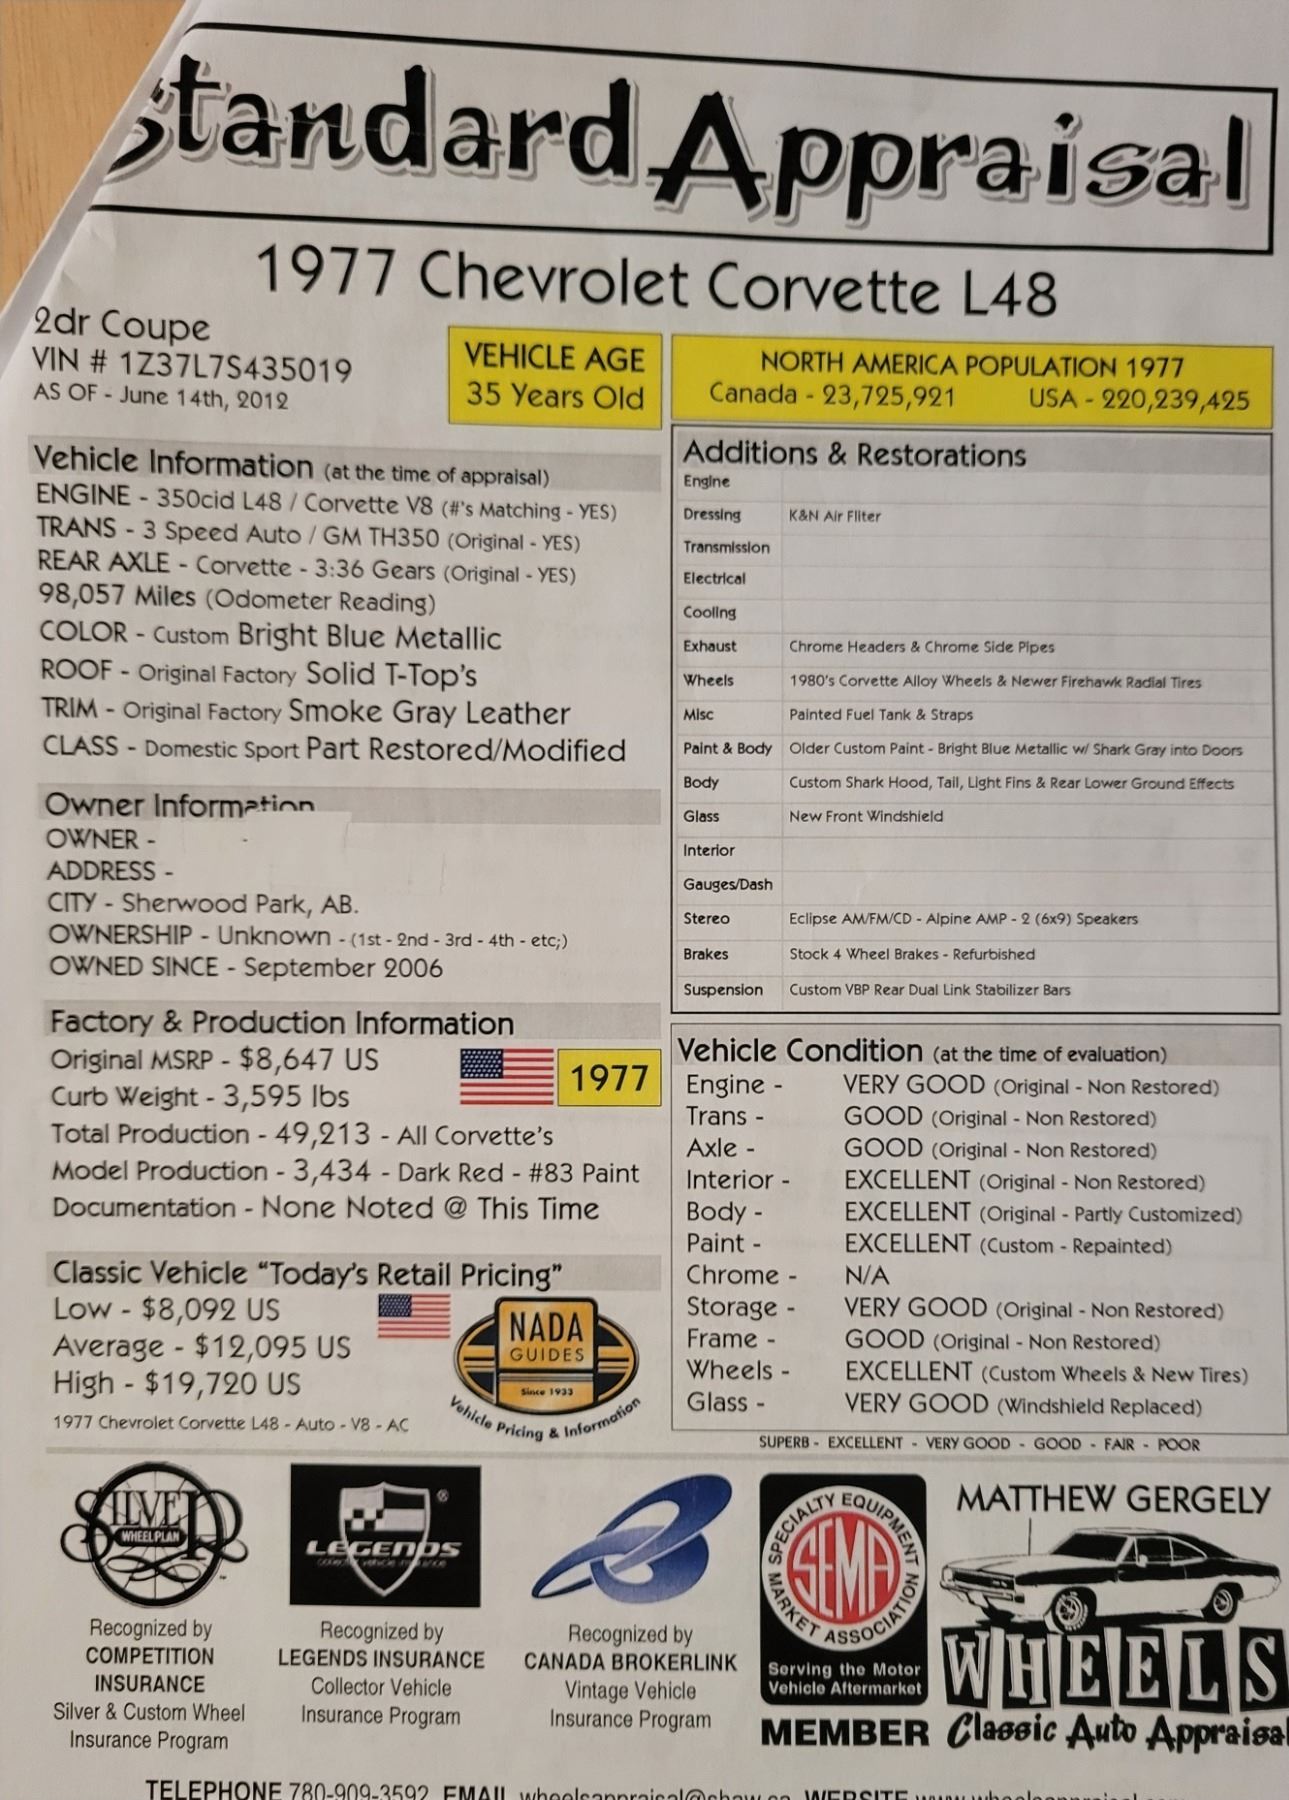 Standard Appraisal
1977 Chevrolet Corvette L48
2dr Coupe
VIN # 1Z37L7S435019
AS OF - June 14th, 2012
VEHICLE AGE
35 Years Old
NORTH AMERICA POPULATION 1977
Canada - 23,725,921 USA - 220,239,425
Vehicle Information (at the time of appraisal)
ENGINE - 350cid L48 / Corvette V8 (#'s Matching - YES)
TRANS - 3 Speed Auto / GM TH350 (Original - YES)
REAR AXLE - Corvette - 3:36 Gears (Original - YES)
98,057 Miles (Odometer Reading)
COLOR - Custom Bright Blue Metallic
ROOF - Original Factory Solid T-Top's
TRIM - Original Factory Smoke Gray Leather
CLASS - Domestic Sport Part Restored/Modified
Owner Information
OWNER -
ADDRESS -
CITY - Sherwood Park, AB.
OWNERSHIP - Unknown - (1st - 2nd - 3rd - 4th - etc;)
OWNED SINCE - September 2006
Factory & Production Information
Original MSRP - $8,647 US
1977
Curb Weight - 3,595 lbs
Total Production - 49,213 - All Corvette's
Model Production - 3,434 - Dark Red - #83 Paint
Documentation - None Noted @ This Time
Classic Vehicle "Today's Retail Pricing"
Low - $8,092 US
Average - $12,095 US
High - $19,720 US
1977 Chevrolet Corvette L48 - Auto - V8 - AC
NADA
GUIDES
Since 1933
Vehicle Pricing & Information
Additions & Restorations
Engine
Dressing K&N Air Filter
Transmission
Electrical
Cooling
Exhaust Chrome Headers & Chrome Side Pipes
Wheels 1980's Corvette Alloy Wheels & Newer Firehawk Radial Tires
Misc Painted Fuel Tank & Straps
Paint & Body Older Custom Paint - Bright Blue Metallic w/ Shark Gray into Doors
Body Custom Shark Hood, Tail, Light Fins & Rear Lower Ground Effects
Glass New Front Windshield
Interior
Gauges/Dash
Stereo Eclipse AM/FM/CD - Alpine AMP - 2 (6x9) Speakers
Brakes Stock 4 Wheel Brakes - Refurbished
Suspension Custom VBP Rear Dual Link Stabilizer Bars
Vehicle Condition (at the time of evaluation)
Engine - VERY GOOD (Original - Non Restored)
Trans - GOOD (Original - Non Restored)
Axle - GOOD (Original - Non Restored)
Interior - EXCELLENT (Original - Non Restored)
Body - EXCELLENT (Original - Partly Customized)
Paint - EXCELLENT (Custom - Repainted)
Chrome - N/A
Storage - VERY GOOD (Original - Non Restored)
Frame - GOOD (Original - Non Restored)
Wheels - EXCELLENT (Custom Wheels & New Tires)
Glass - VERY GOOD (Windshield Replaced)
SUPERB - EXCELLENT - VERY GOOD - GOOD - FAIR - POOR
SILVER
WHEEL PLAN
Recognized by
COMPETITION
INSURANCE
Silver & Custom Wheel
Insurance Program
LEGENDS
collector vehicle insurance
Recognized by
LEGENDS INSURANCE
Collector Vehicle
Insurance Program
Recognized by
CANADA BROKERLINK
Vintage Vehicle
Insurance Program
SPECIALTY EQUIPMENT
SEMA
MARKET ASSOCIATION
Serving the Motor
Vehicle Aftermarket
MEMBER
MATTHEW GERGELY
WHEELS
Classic Auto Appraisal
TELEPHONE 780-909-3592 EMAIL wheelsappraisal@shaw.ca WEBSITE